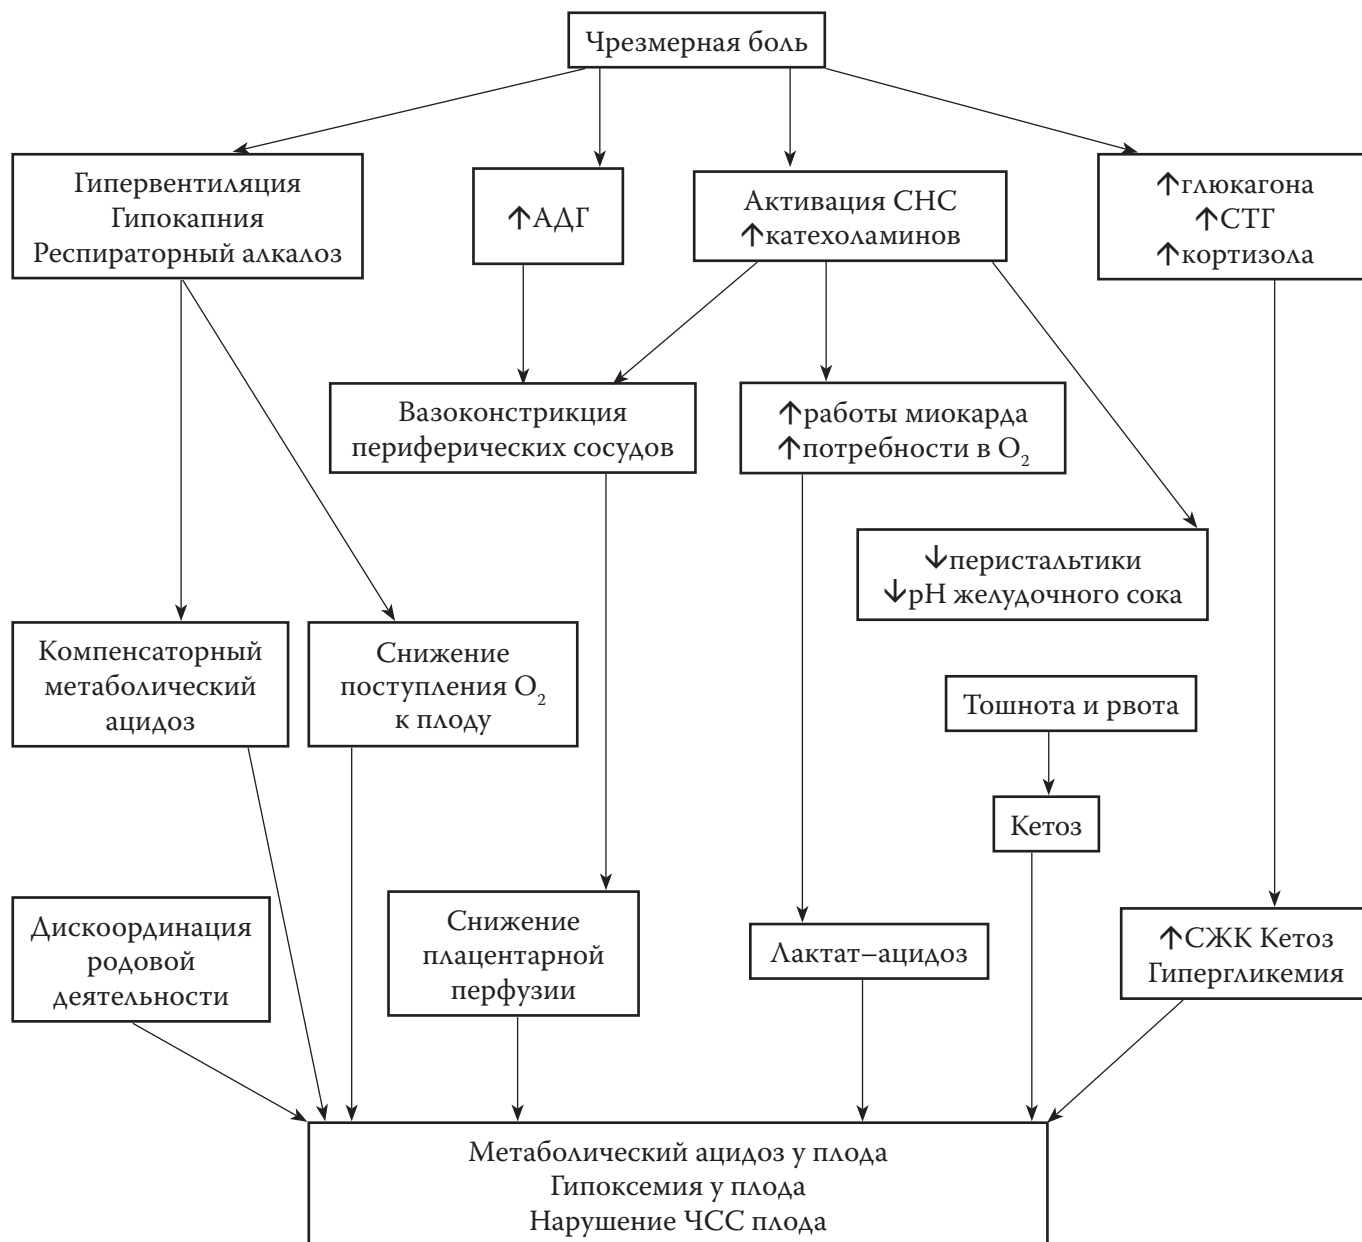 Чрезмерная боль
Гипервентиляция
Гипокапния
Респираторный алкалоз
↑АДГ
Активация СНС
↑катехоламинов
↑глюкагона
↑СТГ
↑кортизола
Вазоконстрикция
периферических сосудов
↑работы миокарда
↑потребности в O₂
↓перистальтики
↓pH желудочного сока
Компенсаторный
метаболический
ацидоз
Снижение
поступления O₂
к плоду
Тошнота и рвота
Кетоз
Дискоординация
родовой
деятельности
Снижение
плацентарной
перфузии
Лактат–ацидоз
↑СЖК Кетоз
Гипергликемия
Метаболический ацидоз у плода
Гипоксемия у плода
Нарушение ЧСС плода